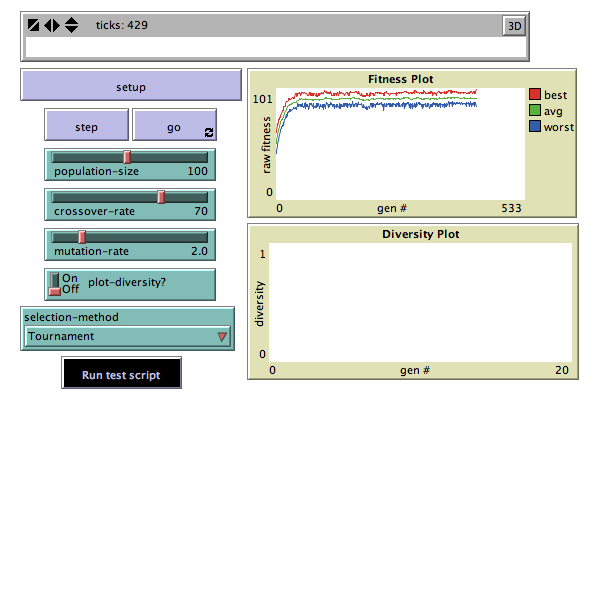 ticks: 429
3D
setup
step
go
population-size 100
crossover-rate 70
mutation-rate 2.0
On
Off
plot-diversity?
selection-method
Tournament
Run test script
Fitness Plot
101
raw fitness
0
0 gen # 533
best
avg
worst
Diversity Plot
1
diversity
0
0 gen # 20